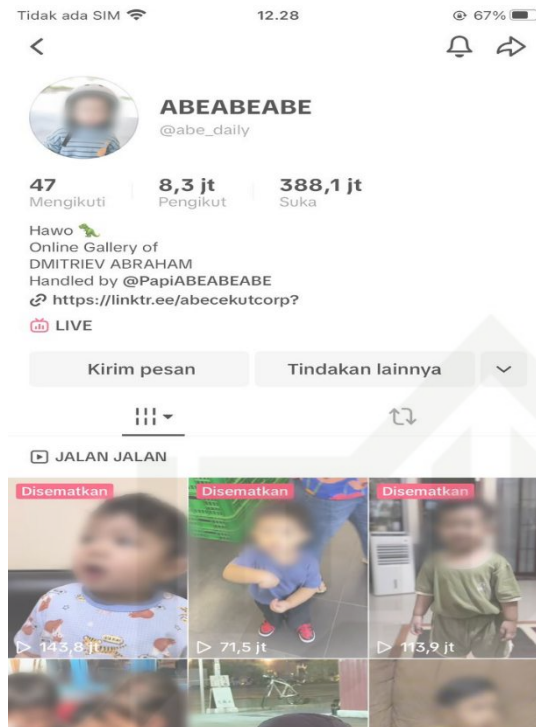 Tidak ada SIM 12.28 67%
ABEABEABE
@abe_daily
47 8,3 jt 388,1 jt
Mengikuti Pengikut Suka
Hawo
Online Gallery of
DMITRIEV ABRAHAM
Handled by @PapiABEABEABE
https://linktr.ee/abecekutcorp?
LIVE
Kirim pesan Tindakan lainnya
JALAN JALAN
Disematkan Disematkan Disematkan
143,8 jt 71,5 jt 113,9 jt